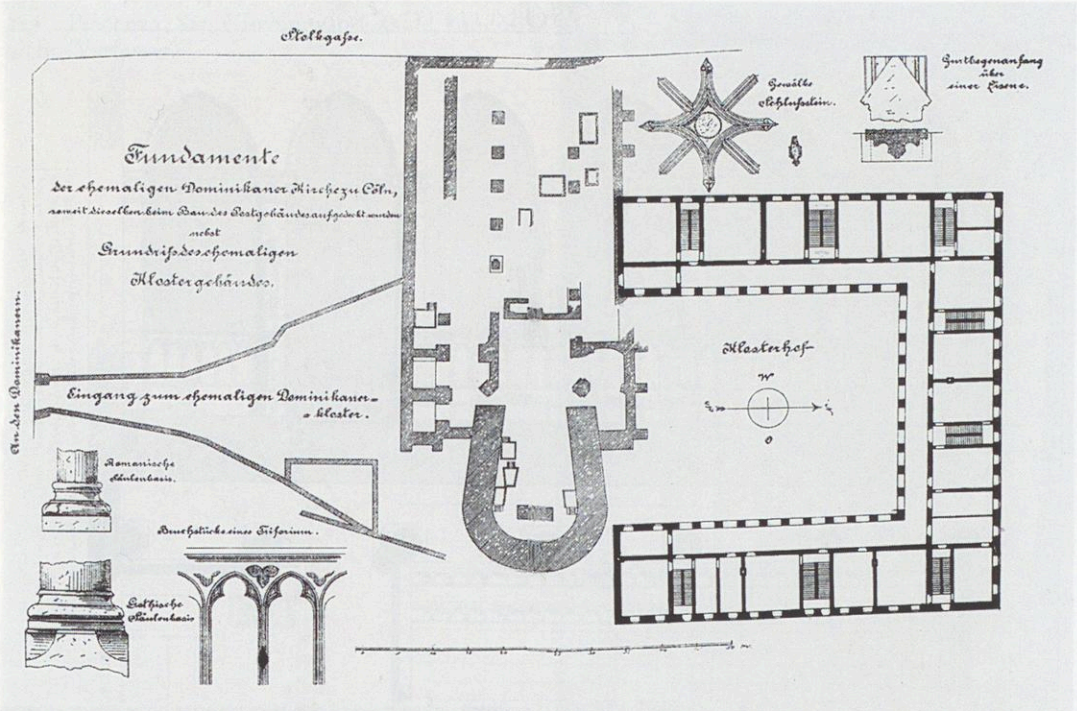 Stolkgasse.
Fundamente
der ehemaligen Dominikaner Kirche zu Cöln,
soweit dieselben beim Bau des Postgebäudes aufgedeckt wurden
nebst
Grundriß des ehemaligen
Klostergebäudes.
Gewölbe
Schlußstein.
Gurtbogenanfang
über
einer Lisene.
An den Dominikanern.
Eingang zum ehemaligen Dominikaner=
=kloster.
Klosterhof
W
O
Romanische
Säulenbasis.
Bruchstücke eines Triforium.
Gothische
Säulenbasis
m.